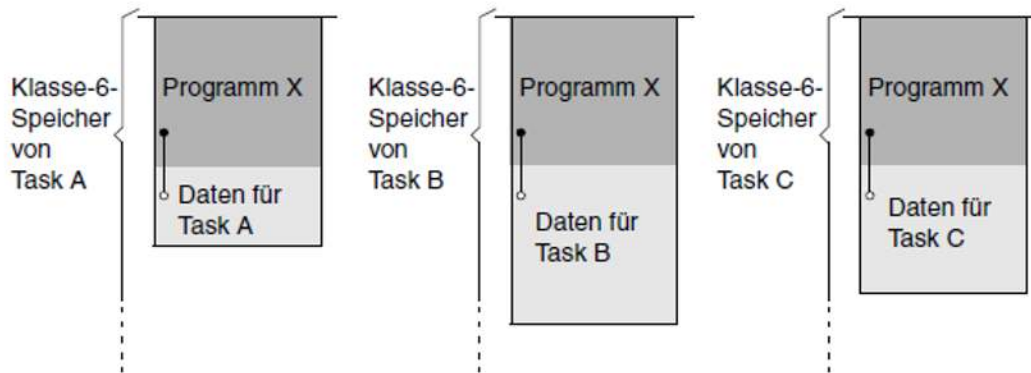 Klasse-6-
Speicher
von
Task A
Programm X
Daten für
Task A
Klasse-6-
Speicher
von
Task B
Programm X
Daten für
Task B
Klasse-6-
Speicher
von
Task C
Programm X
Daten für
Task C